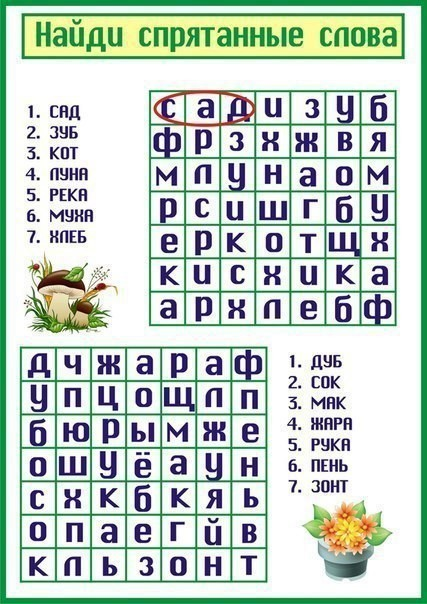 Найди спрятанные слова
1. САД
2. ЗУБ
3. КОТ
4. ЛУНА
5. РЕКА
6. МУХА
7. ХЛЕБ
с а д и з у б
ф р з х ж в я
м л у н а о м
р с и ш г б у
е р к о т щ х
к и с х и к а
а р х л е б ф
д ч ж а р а ф
у п ц о щ л п
б ю р ы м ж е
о ш у ё а у н
с х к б к я ь
о п а е г й в
к л ь з о н т
1. ДУБ
2. СОК
3. МАК
4. ЖАРА
5. РУКА
6. ПЕНЬ
7. ЗОНТ